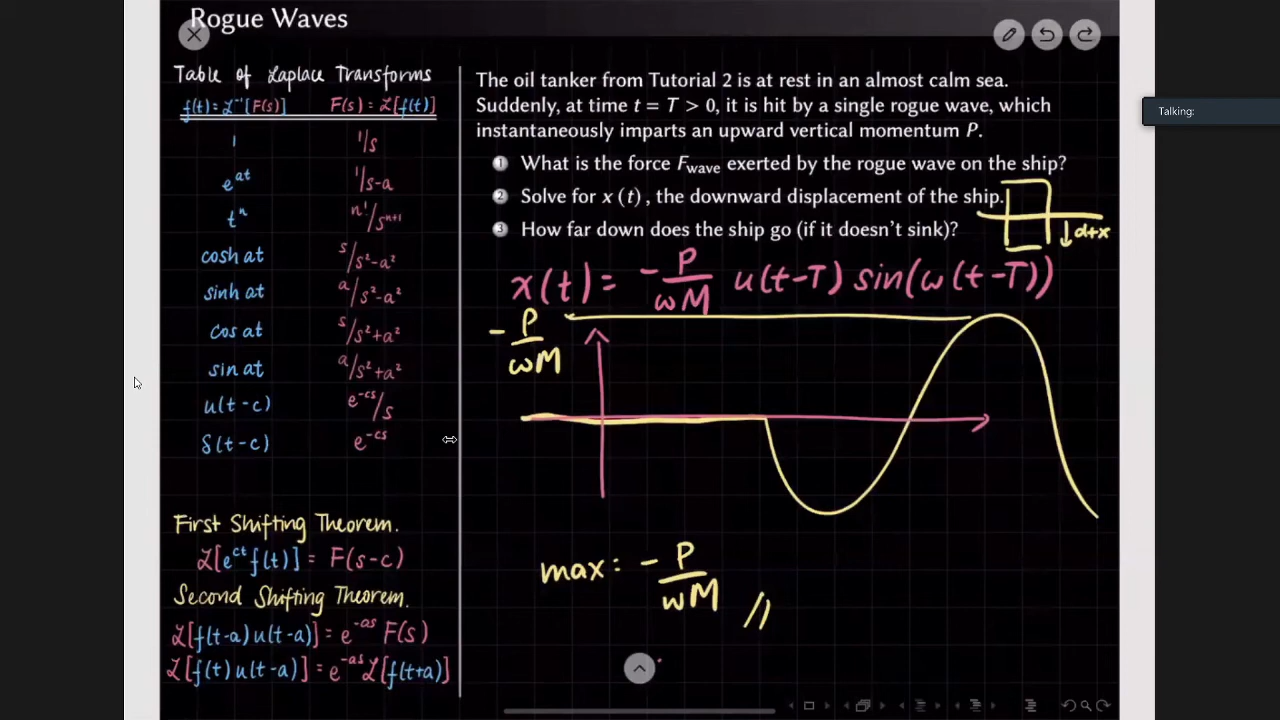 Rogue Waves
Table of Laplace Transforms
f(t) = ℒ⁻¹[F(s)] F(s) = ℒ[f(t)]
1 1/s
e^{at} 1/s-a
t^n n!/s^{n+1}
cosh at s/s²-a²
sinh at a/s²-a²
cos at s/s²+a²
sin at a/s²+a²
u(t-c) e^{-cs}/s
δ(t-c) e^{-cs}
First Shifting Theorem.
ℒ[e^{ct} f(t)] = F(s-c)
Second Shifting Theorem.
ℒ[f(t-a) u(t-a)] = e^{-as} F(s)
ℒ[f(t) u(t-a)] = e^{-as} ℒ[f(t+a)]
The oil tanker from Tutorial 2 is at rest in an almost calm sea.
Suddenly, at time t = T > 0, it is hit by a single rogue wave, which
instantaneously imparts an upward vertical momentum P.
1 What is the force F_wave exerted by the rogue wave on the ship?
2 Solve for x(t), the downward displacement of the ship.
3 How far down does the ship go (if it doesn't sink)?
↓d+x
x(t) = -P/ωM u(t-T) sin(ω(t-T))
-P/ωM
max: -P/ωM //
Talking: